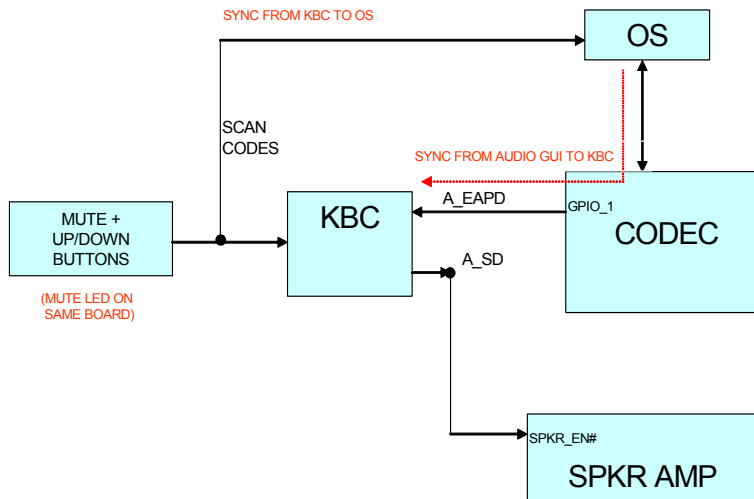 SYNC FROM KBC TO OS
OS
SCAN
CODES
SYNC FROM AUDIO GUI TO KBC
MUTE +
UP/DOWN
BUTTONS
(MUTE LED ON
SAME BOARD)
KBC
A_EAPD
GPIO_1
CODEC
A_SD
SPKR_EN#
SPKR AMP